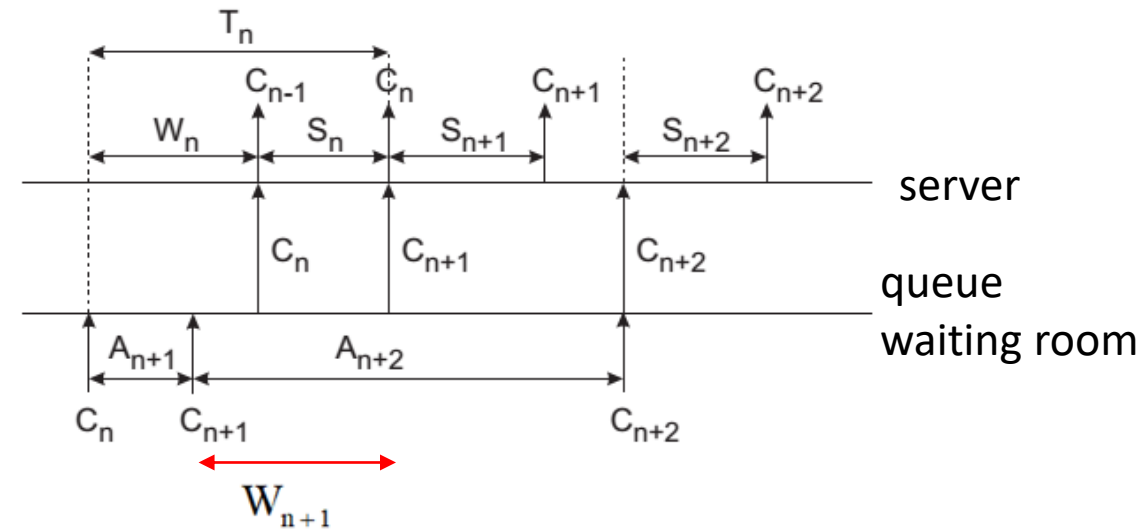 Tₙ
Cₙ₋₁ Cₙ Cₙ₊₁ Cₙ₊₂
Wₙ Sₙ Sₙ₊₁ Sₙ₊₂
server
Cₙ Cₙ₊₁ Cₙ₊₂
queue
waiting room
Aₙ₊₁ Aₙ₊₂
Cₙ Cₙ₊₁ Cₙ₊₂
Wₙ₊₁